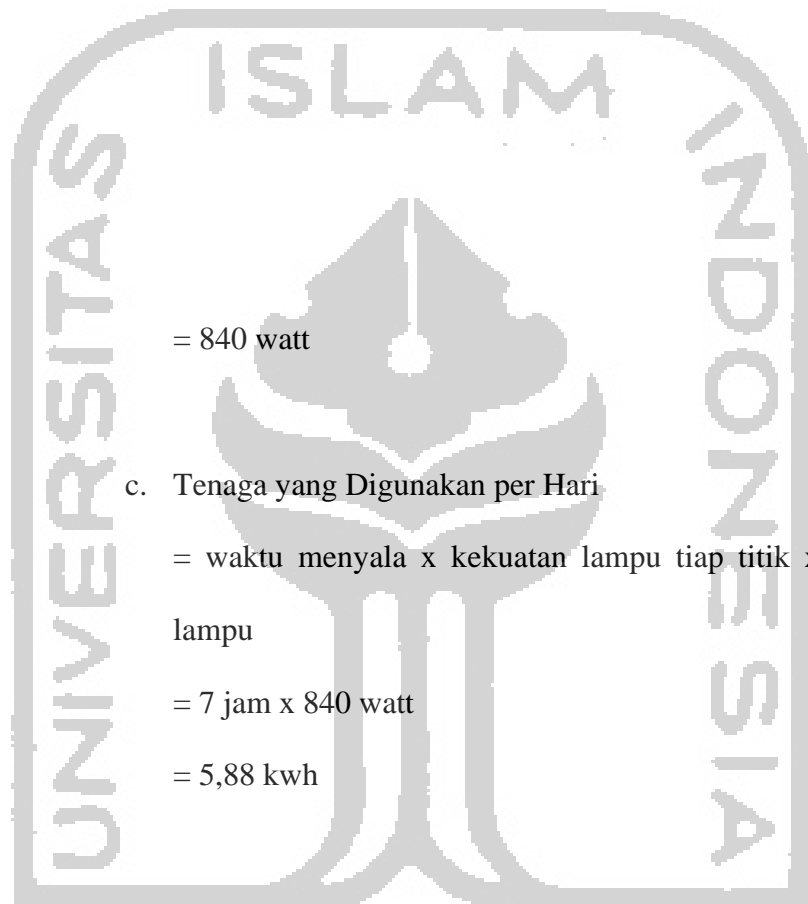 ISLAM
UNIVERSITAS
INDONESIA
= 840 watt
c. Tenaga yang Digunakan per Hari
= waktu menyala x kekuatan lampu tiap titik x
lampu
= 7 jam x 840 watt
= 5,88 kwh